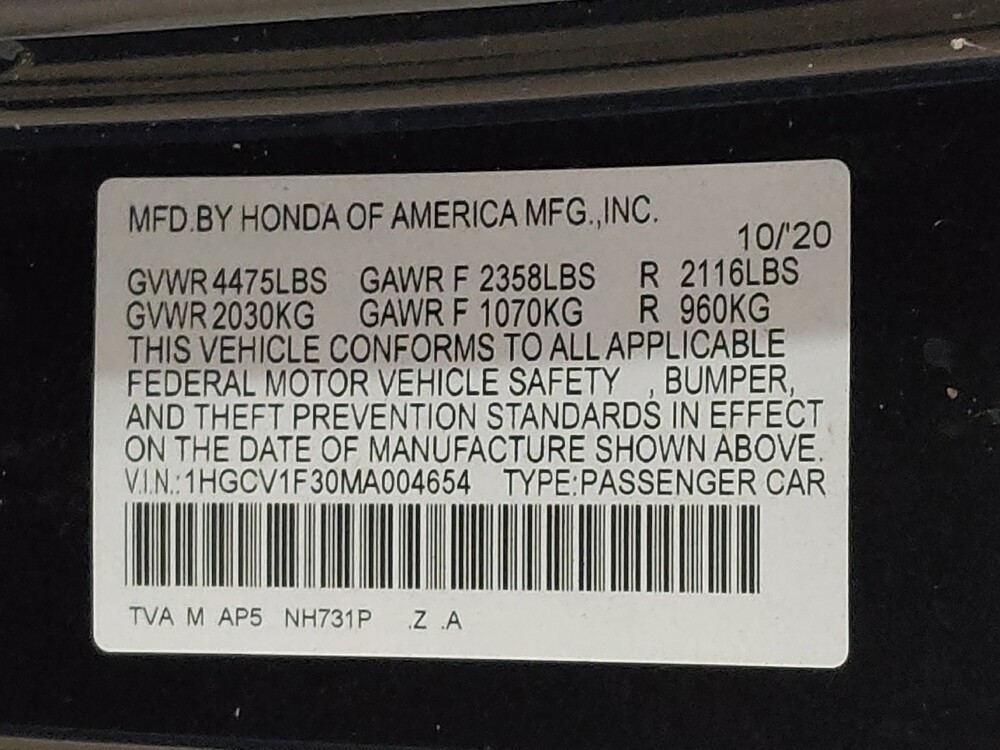 MFD.BY HONDA OF AMERICA MFG.,INC.
10/'20
GVWR 4475LBS GAWR F 2358LBS R 2116LBS
GVWR 2030KG GAWR F 1070KG R 960KG
THIS VEHICLE CONFORMS TO ALL APPLICABLE
FEDERAL MOTOR VEHICLE SAFETY , BUMPER,
AND THEFT PREVENTION STANDARDS IN EFFECT
ON THE DATE OF MANUFACTURE SHOWN ABOVE.
V.I.N.:1HGCV1F30MA004654 TYPE:PASSENGER CAR
TVA M AP5 NH731P .Z .A